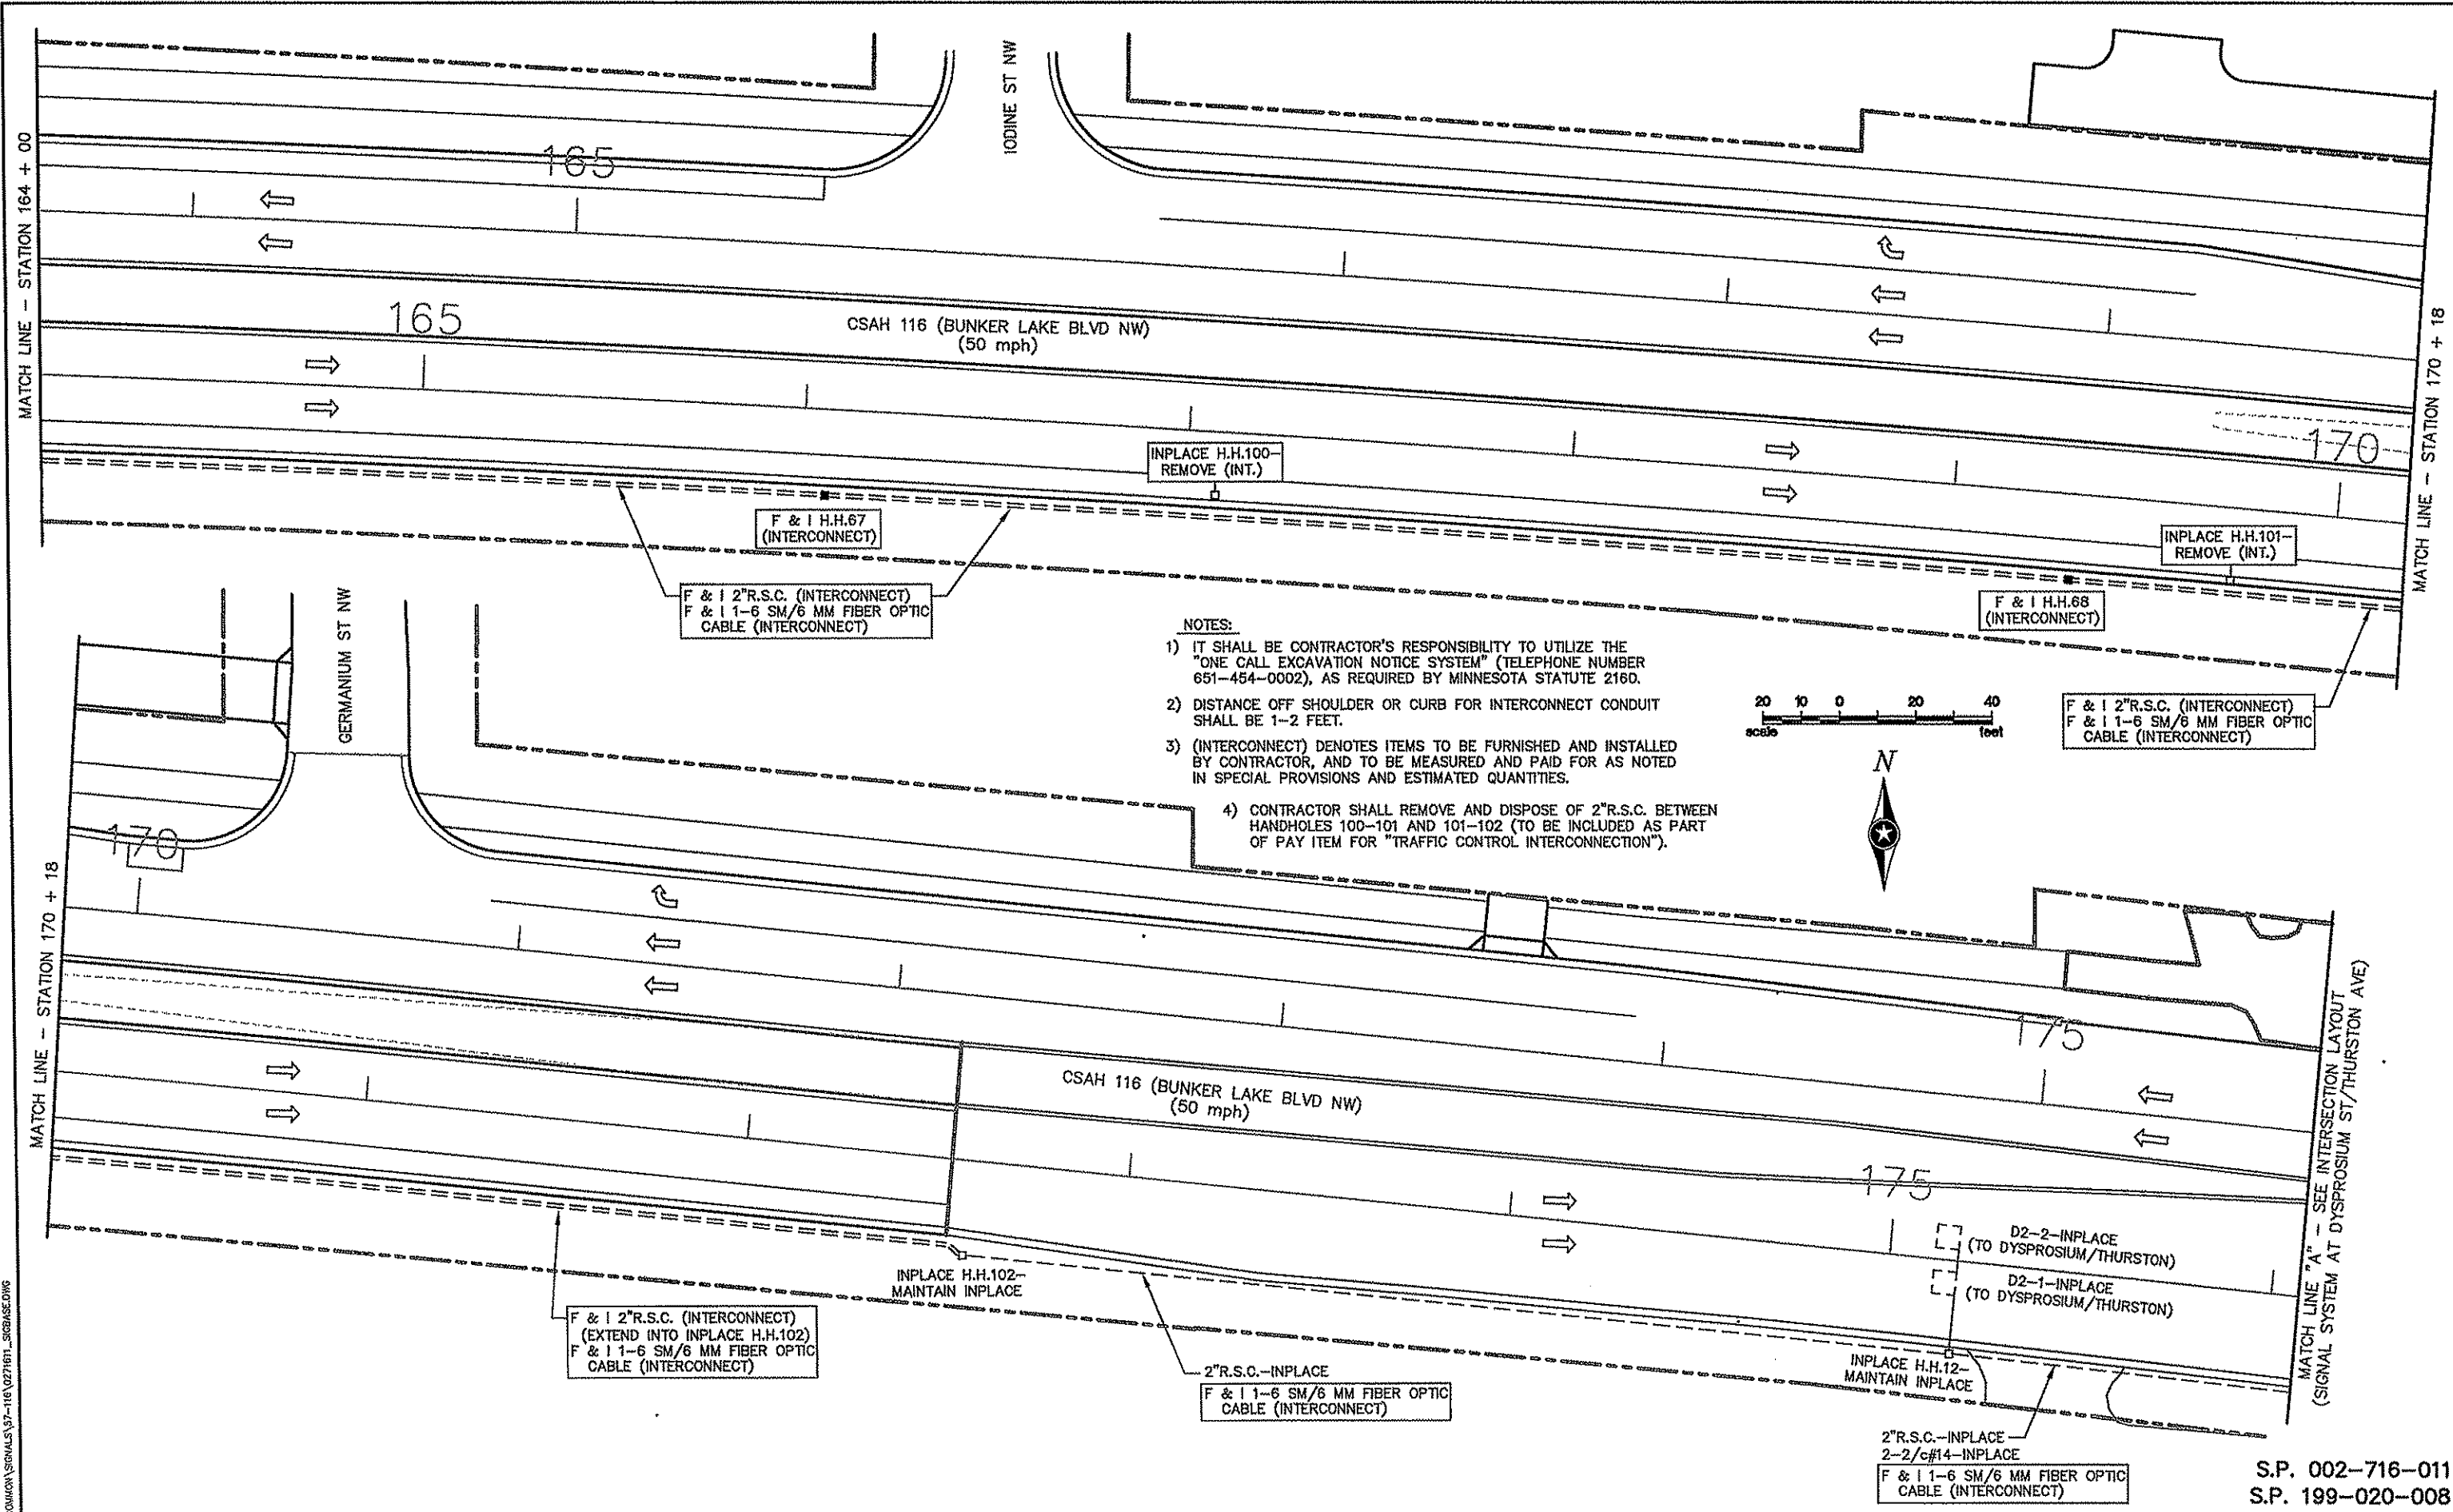 MATCH LINE - STATION 164 + 00
IODINE ST NW
165
165
CSAH 116 (BUNKER LAKE BLVD NW)
(50 mph)
170
MATCH LINE - STATION 170 + 18
INPLACE H.H.100-
REMOVE (INT.)
F & I H.H.67
(INTERCONNECT)
INPLACE H.H.101-
REMOVE (INT.)
F & I H.H.68
(INTERCONNECT)
F & I 2"R.S.C. (INTERCONNECT)
F & I 1-6 SM/6 MM FIBER OPTIC
CABLE (INTERCONNECT)
F & I 2"R.S.C. (INTERCONNECT)
F & I 1-6 SM/6 MM FIBER OPTIC
CABLE (INTERCONNECT)
NOTES:
1) IT SHALL BE CONTRACTOR'S RESPONSIBILITY TO UTILIZE THE
"ONE CALL EXCAVATION NOTICE SYSTEM" (TELEPHONE NUMBER
651-454-0002), AS REQUIRED BY MINNESOTA STATUTE 216D.
2) DISTANCE OFF SHOULDER OR CURB FOR INTERCONNECT CONDUIT
SHALL BE 1-2 FEET.
3) (INTERCONNECT) DENOTES ITEMS TO BE FURNISHED AND INSTALLED
BY CONTRACTOR, AND TO BE MEASURED AND PAID FOR AS NOTED
IN SPECIAL PROVISIONS AND ESTIMATED QUANTITIES.
4) CONTRACTOR SHALL REMOVE AND DISPOSE OF 2"R.S.C. BETWEEN
HANDHOLES 100-101 AND 101-102 (TO BE INCLUDED AS PART
OF PAY ITEM FOR "TRAFFIC CONTROL INTERCONNECTION").
20 10 0 20 40
scale feet
N
GERMANIUM ST NW
MATCH LINE - STATION 170 + 18
170
CSAH 116 (BUNKER LAKE BLVD NW)
(50 mph)
175
175
D2-2-INPLACE
(TO DYSPROSIUM/THURSTON)
D2-1-INPLACE
(TO DYSPROSIUM/THURSTON)
MATCH LINE "A" - SEE INTERSECTION LAYOUT
(SIGNAL SYSTEM AT DYSPROSIUM ST/THURSTON AVE)
INPLACE H.H.102-
MAINTAIN INPLACE
F & I 2"R.S.C. (INTERCONNECT)
(EXTEND INTO INPLACE H.H.102)
F & I 1-6 SM/6 MM FIBER OPTIC
CABLE (INTERCONNECT)
2"R.S.C.-INPLACE
F & I 1-6 SM/6 MM FIBER OPTIC
CABLE (INTERCONNECT)
INPLACE H.H.12-
MAINTAIN INPLACE
2"R.S.C.-INPLACE
2-2/c#14-INPLACE
F & I 1-6 SM/6 MM FIBER OPTIC
CABLE (INTERCONNECT)
S.P. 002-716-011
S.P. 199-020-008